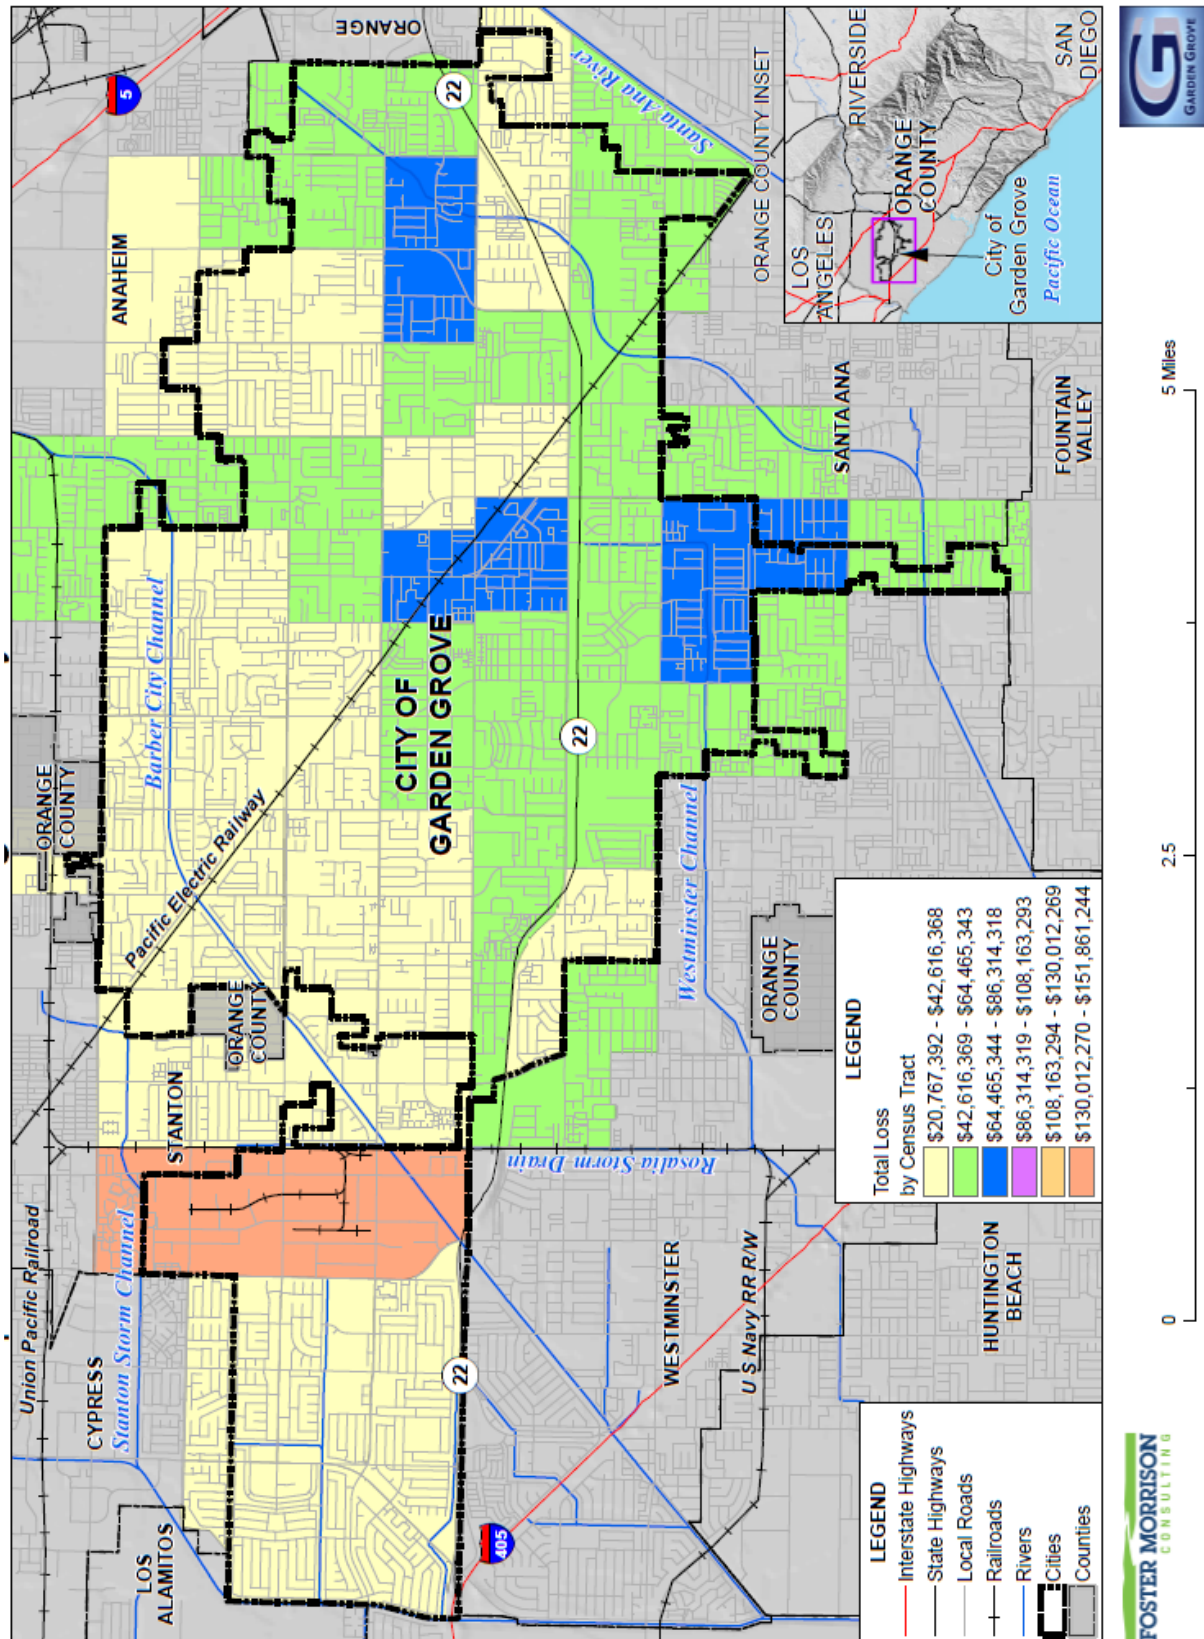 ORANGE
5
22
Santa Ana River
ORANGE COUNTY INSET
RIVERSIDE
SAN
DIEGO
ORANGE
COUNTY
LOS
ANGELES
City of
Garden Grove
Pacific Ocean
G
GARDEN GROVE
ANAHEIM
SANTA ANA
FOUNTAIN
VALLEY
5 Miles
Barber City Channel
CITY OF
GARDEN GROVE
22
ORANGE
COUNTY
Pacific Electric Railway
Westminster Channel
ORANGE
COUNTY
2.5
ORANGE
COUNTY
STANTON
Rosalia Storm Drain
LEGEND
Total Loss
by Census Tract
$20,767,392 - $42,616,368
$42,616,369 - $64,465,343
$64,465,344 - $86,314,318
$86,314,319 - $108,163,293
$108,163,294 - $130,012,269
$130,012,270 - $151,861,244
Union Pacific Railroad
CYPRESS
Stanton Storm Channel
22
WESTMINSTER
U S Navy RR R/W
HUNTINGTON
BEACH
0
LOS
ALAMITOS
405
LEGEND
Interstate Highways
State Highways
Local Roads
Railroads
Rivers
Cities
Counties
FOSTER MORRISON
CONSULTING